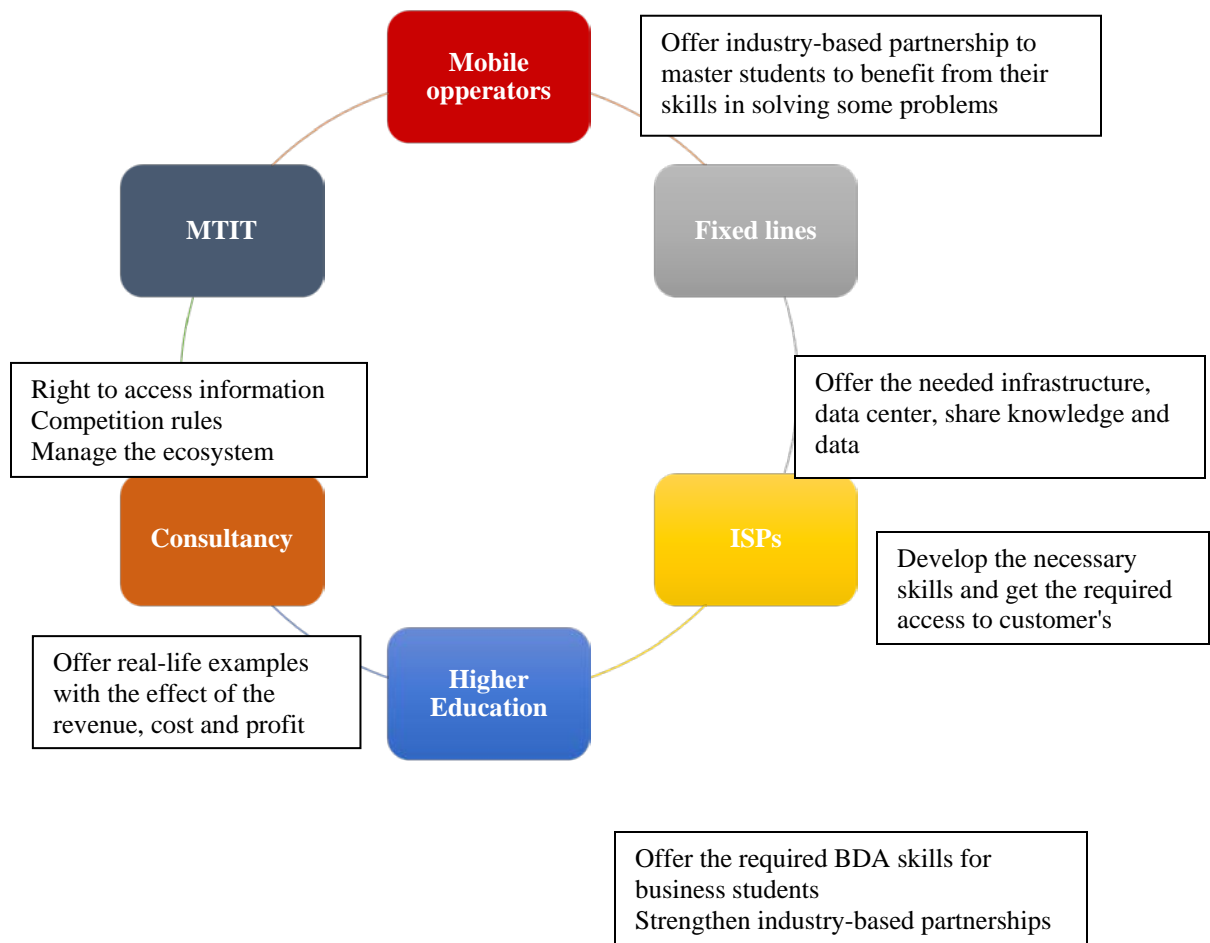 Mobile
opperators
Offer industry-based partnership to
master students to benefit from their
skills in solving some problems
MTIT
Fixed lines
Right to access information
Competition rules
Manage the ecosystem
Offer the needed infrastructure,
data center, share knowledge and
data
Consultancy
ISPs
Develop the necessary
skills and get the required
access to customer's
Offer real-life examples
with the effect of the
revenue, cost and profit
Higher
Education
Offer the required BDA skills for
business students
Strengthen industry-based partnerships